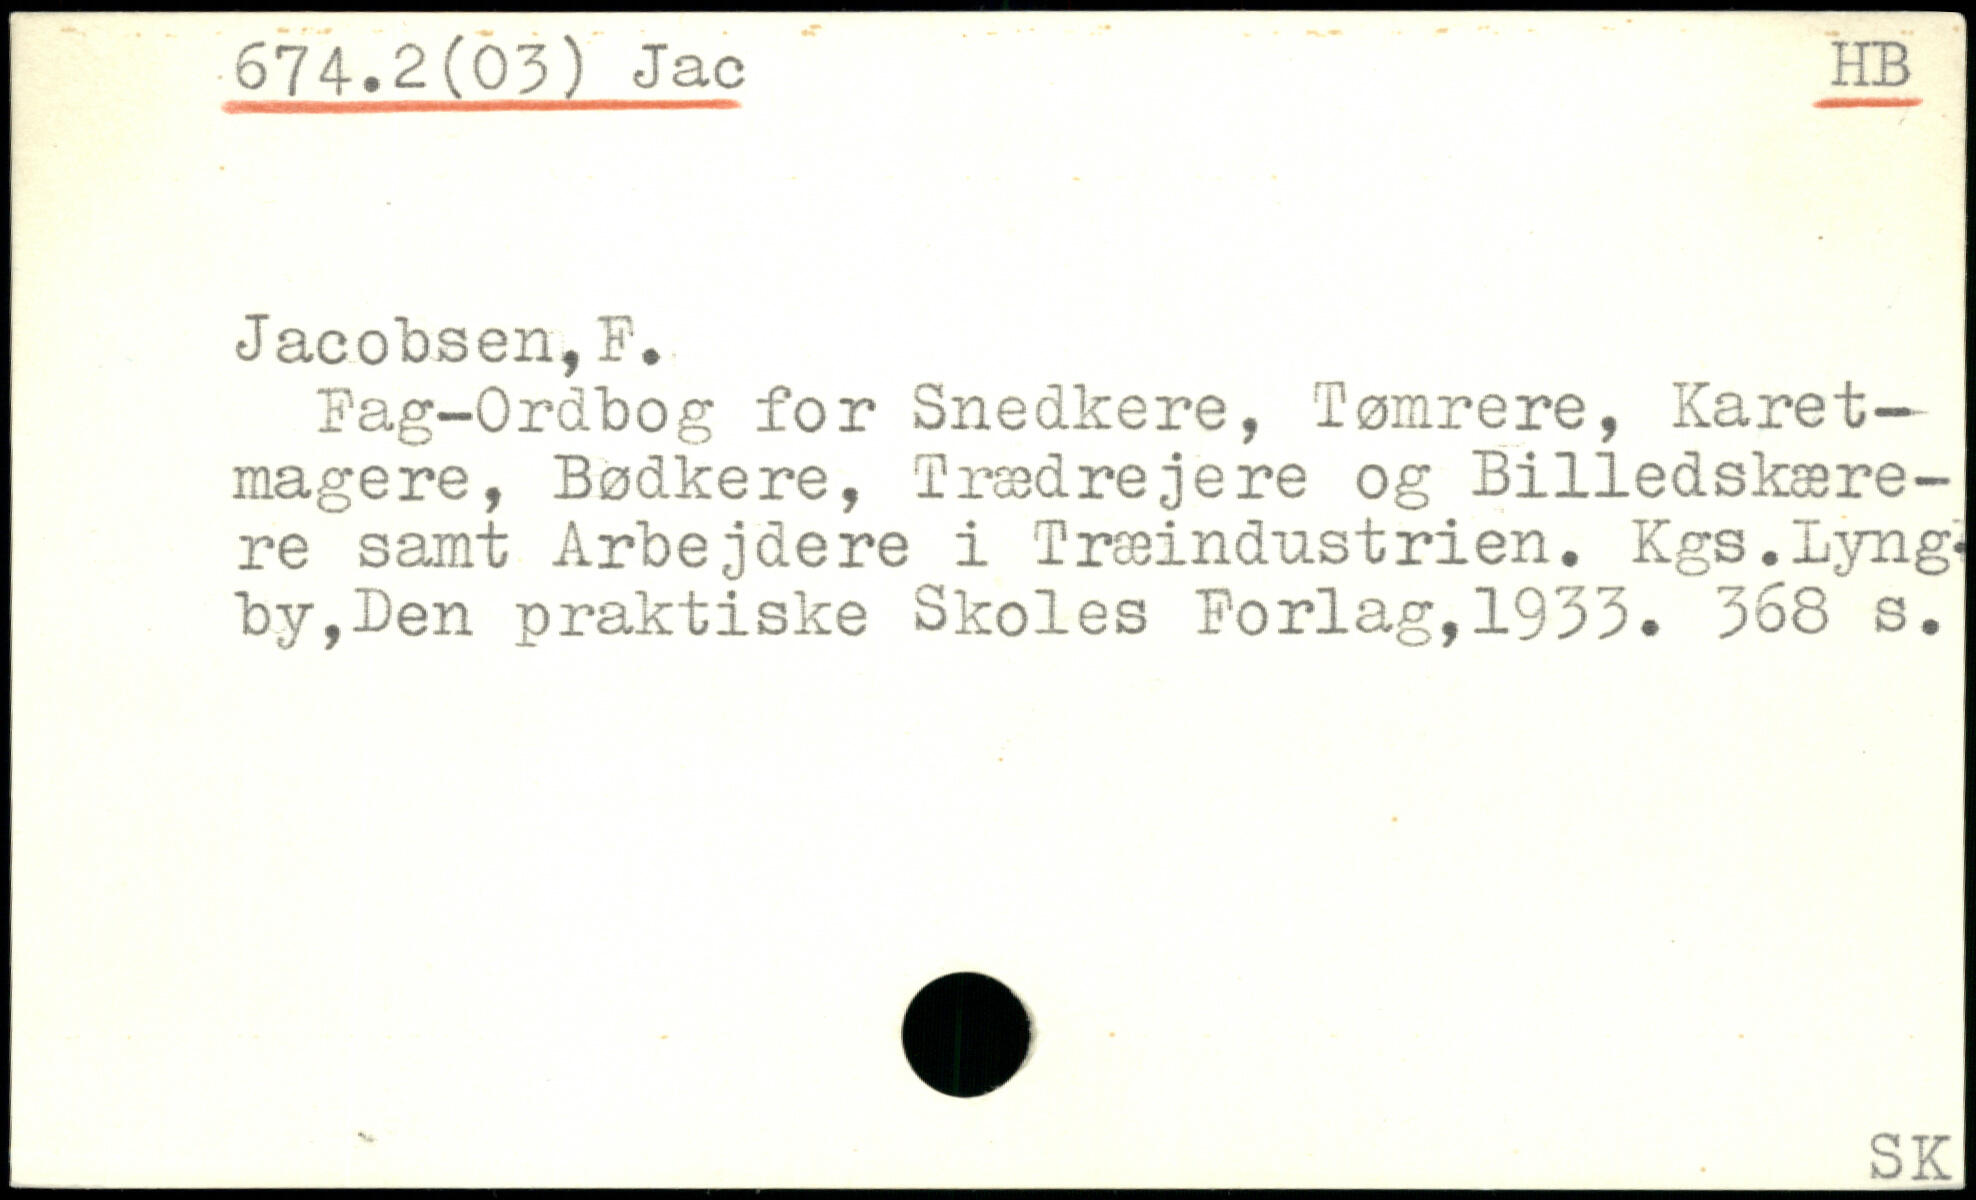 674.2(03) Jac HB
Jacobsen,F.
Fag-Ordbog for Snedkere, Tømrere, Karet-
magere, Bødkere, Trædrejere og Billedskære-
re samt Arbejdere i Træindustrien. Kgs.Lyng-
by,Den praktiske Skoles Forlag,1933. 368 s.
SK